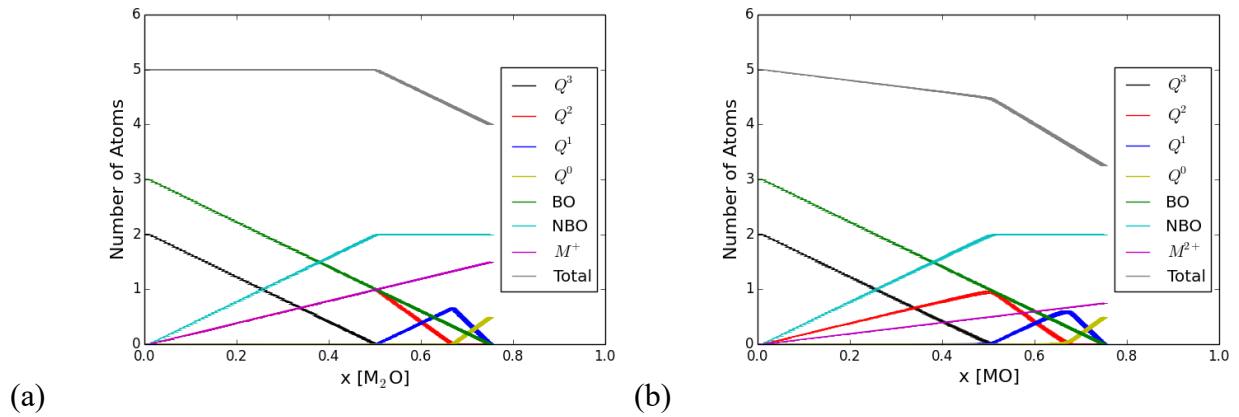 Number of Atoms
6
5
4
3
2
1
0
0.0 0.2 0.4 0.6 0.8 1.0
x [M₂O]
Q³
Q²
Q¹
Q⁰
BO
NBO
M⁺
Total
(a)
Number of Atoms
6
5
4
3
2
1
0
0.0 0.2 0.4 0.6 0.8 1.0
x [MO]
Q³
Q²
Q¹
Q⁰
BO
NBO
M²⁺
Total
(b)